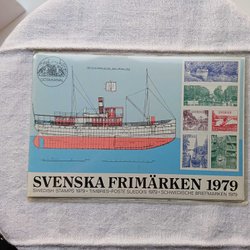 SVENSKA FRIMÄRKEN 1979
SWEDISH STAMPS 1979 • TIMBRES-POSTE SUÉDOIS 1979 • SCHWEDISCHE BRIEFMARKEN 1979